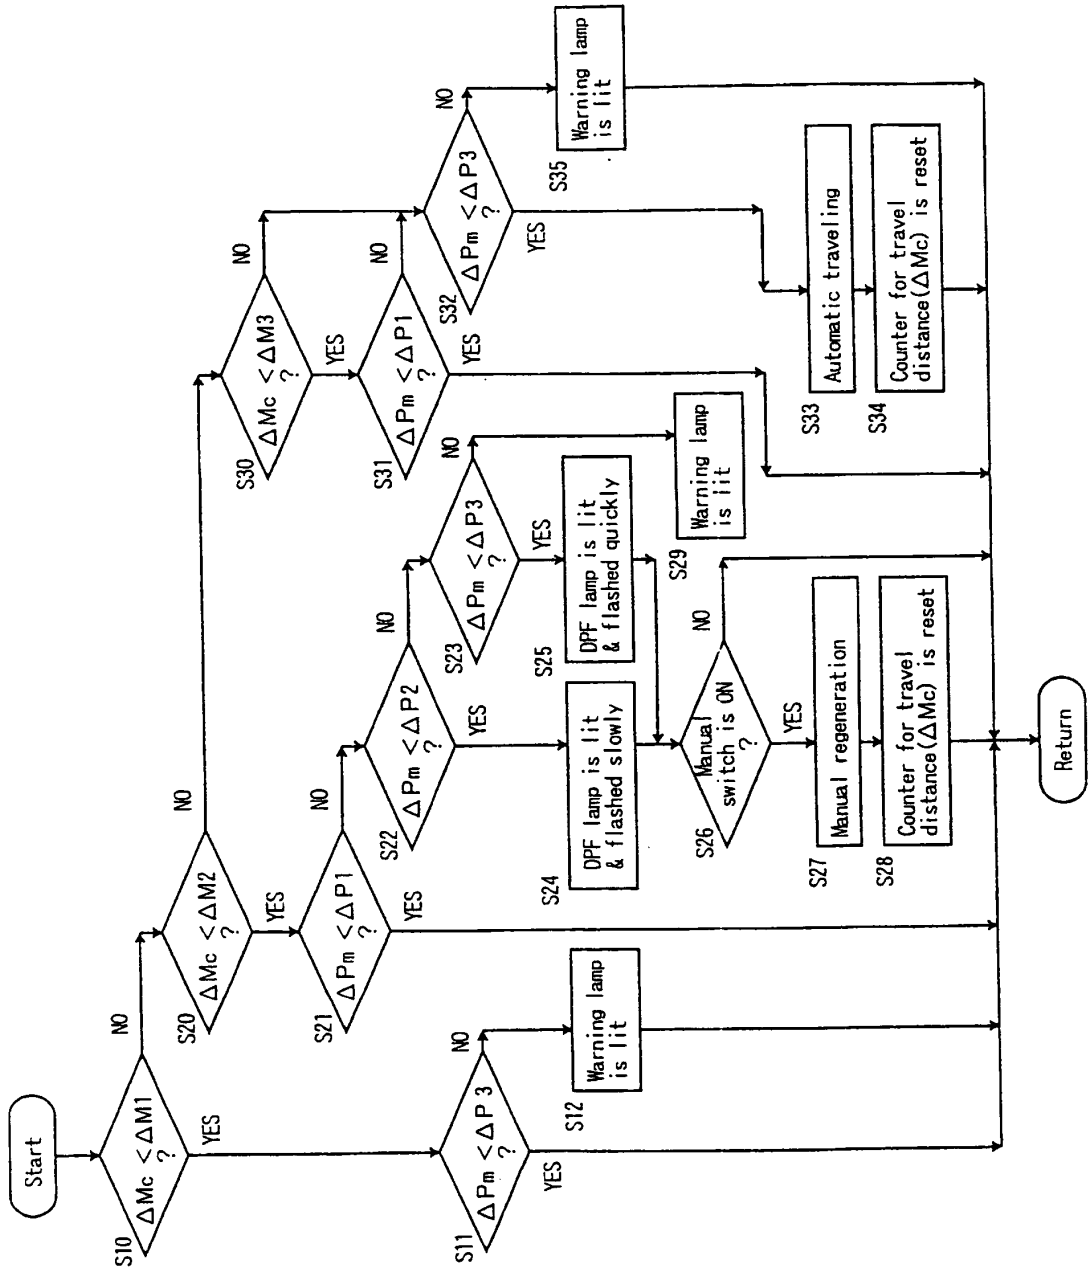 Start
S10
ΔMc < ΔM1
?
YES
NO
S11
ΔPm < ΔP3
?
YES
NO
S12
Warning lamp
is lit
S20
ΔMc < ΔM2
?
YES
NO
S21
ΔPm < ΔP1
?
YES
NO
S22
ΔPm < ΔP2
?
YES
NO
S23
ΔPm < ΔP3
?
YES
NO
S24
DPF lamp is lit
& flashed slowly
S25
DPF lamp is lit
& flashed quickly
S26
Manual
switch is ON
?
YES
NO
S27
Manual regeneration
S28
Counter for travel
distance(ΔMc) is reset
S29
Warning lamp
is lit
S30
ΔMc < ΔM3
?
YES
NO
S31
ΔPm < ΔP1
?
YES
NO
S32
ΔPm < ΔP3
?
YES
NO
S33
Automatic traveling
S34
Counter for travel
distance(ΔMc) is reset
S35
Warning lamp
is lit
Return